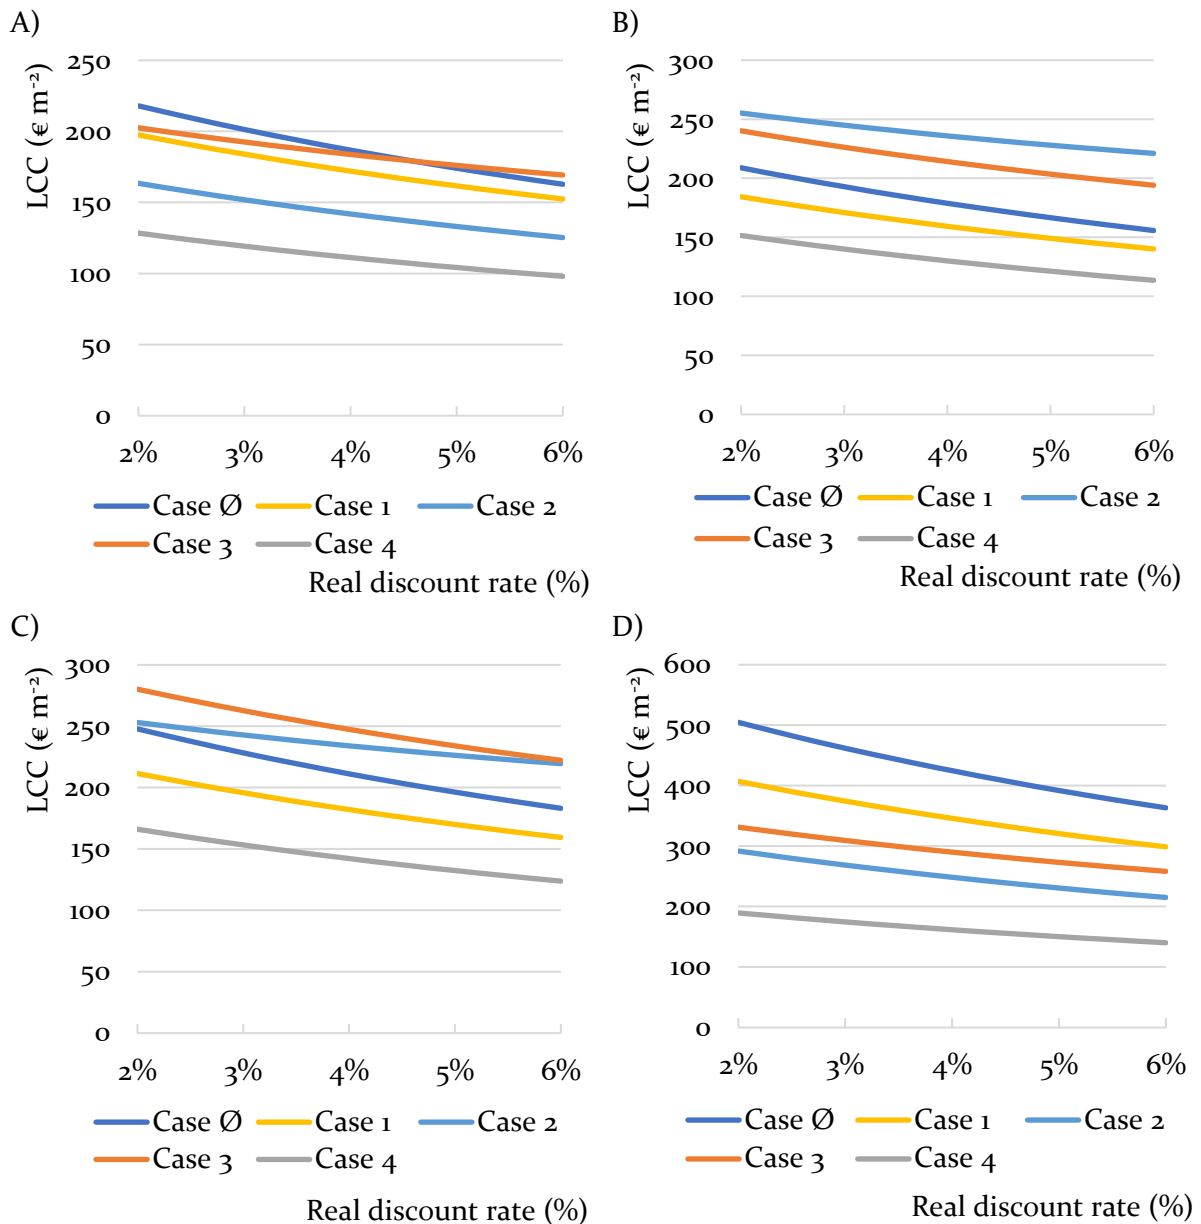 A)
LCC (€ m⁻²)
250
200
150
100
50
0
2% 3% 4% 5% 6%
Case Ø Case 1 Case 2
Case 3 Case 4
Real discount rate (%)
B)
LCC (€ m⁻²)
300
250
200
150
100
50
0
2% 3% 4% 5% 6%
Case Ø Case 1 Case 2
Case 3 Case 4
Real discount rate (%)
C)
LCC (€ m⁻²)
300
250
200
150
100
50
0
2% 3% 4% 5% 6%
Case Ø Case 1 Case 2
Case 3 Case 4
Real discount rate (%)
D)
LCC (€ m⁻²)
600
500
400
300
200
100
0
2% 3% 4% 5% 6%
Case Ø Case 1 Case 2
Case 3 Case 4
Real discount rate (%)